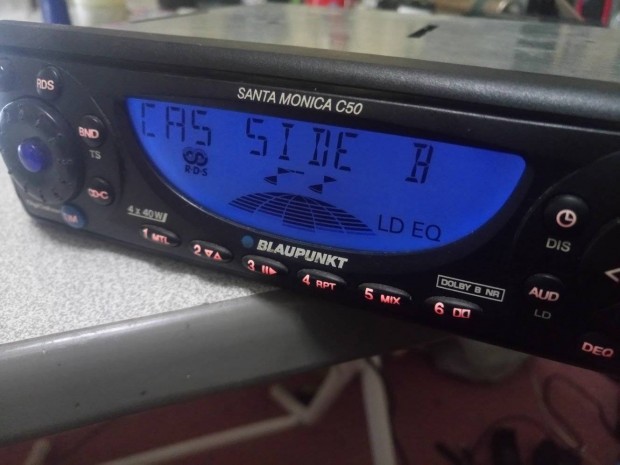 SANTA MONICA C50
RDS
BND
TS
CD-C
CAS SIDE B
RDS
LD EQ
4 x 40W
BLAUPUNKT
1 MTL
2
3
4 RPT
5 MIX
6
DOLBY B NR
DIS
AUD
LD
DEQ